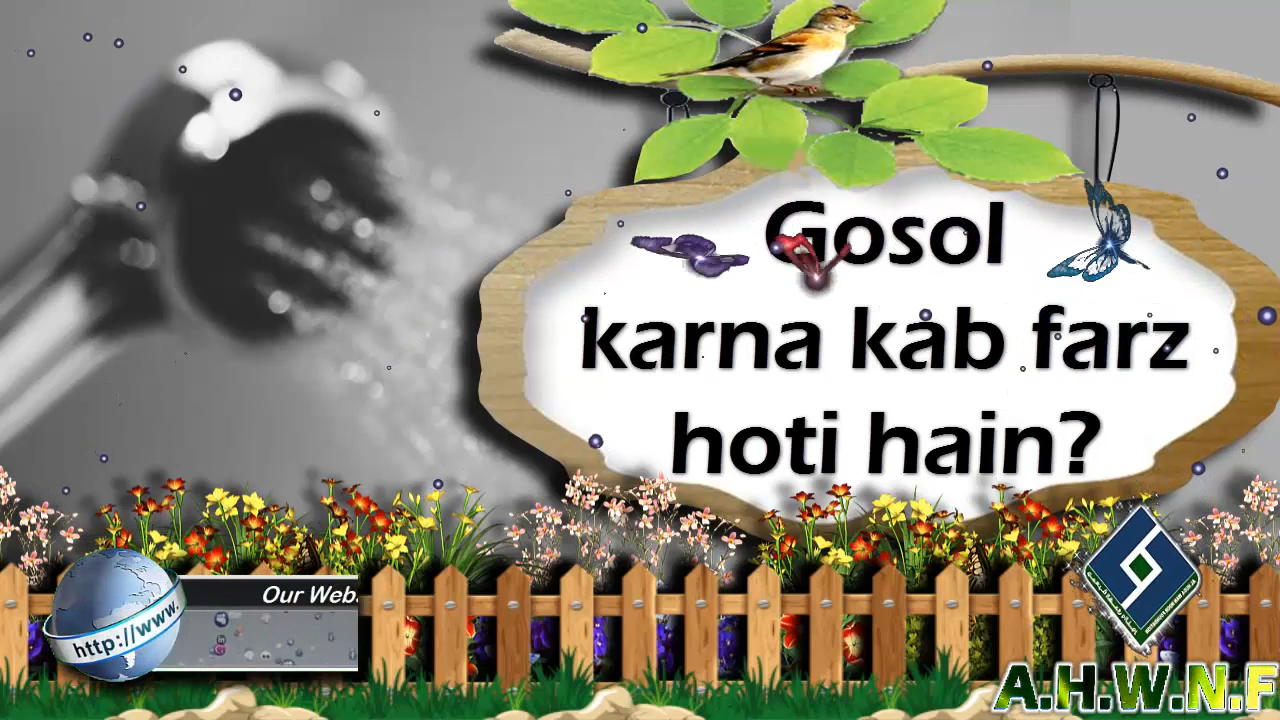 Gosol
karna kab farz
hoti hain?
Our Web
http://www.
A.H.W.N.F